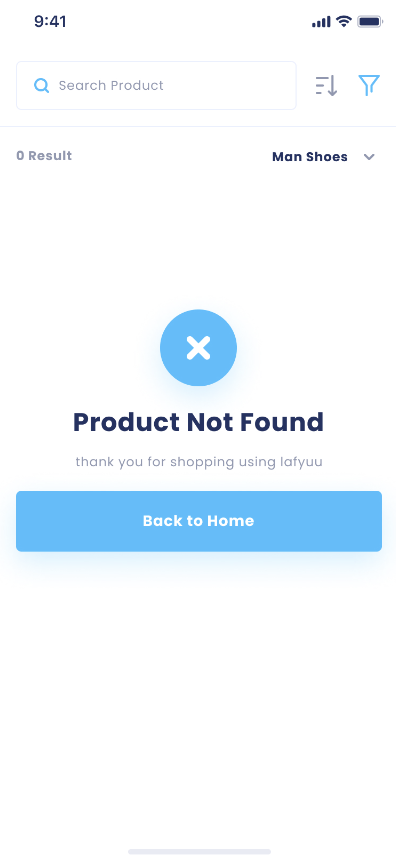 9:41
Search Product
0 Result
Man Shoes
Product Not Found
thank you for shopping using lafyuu
Back to Home